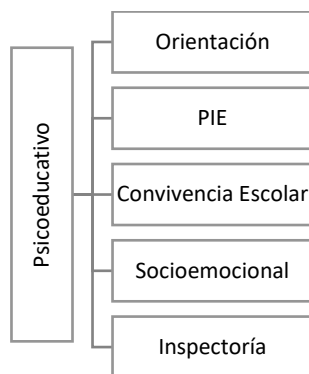 Psicoeducativo
Orientación
PIE
Convivencia Escolar
Socioemocional
Inspectoría